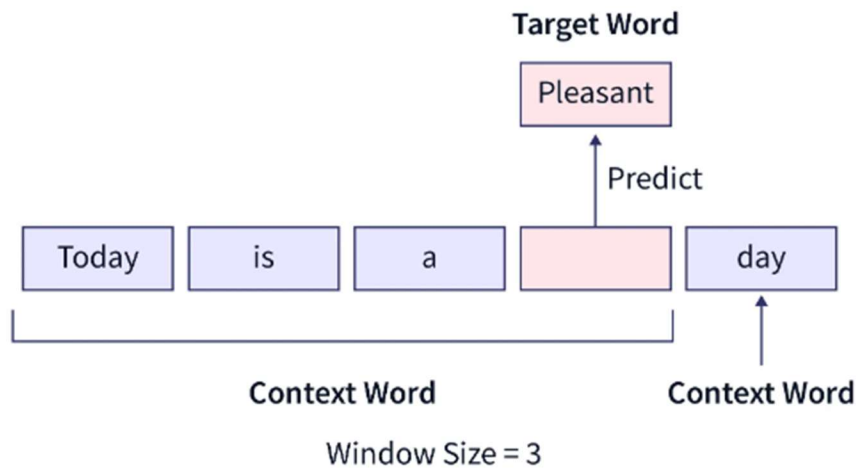 Target Word
Pleasant
Predict
Today is a day
Context Word Context Word
Window Size = 3